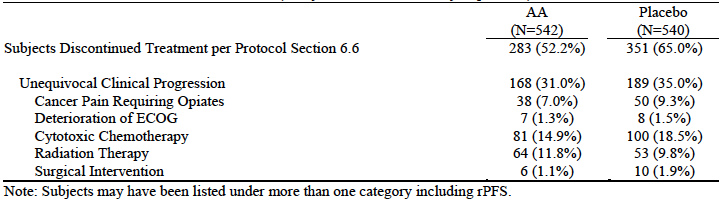 AA Placebo
(N=542) (N=540)
Subjects Discontinued Treatment per Protocol Section 6.6 283 (52.2%) 351 (65.0%)
Unequivocal Clinical Progression 168 (31.0%) 189 (35.0%)
Cancer Pain Requiring Opiates 38 (7.0%) 50 (9.3%)
Deterioration of ECOG 7 (1.3%) 8 (1.5%)
Cytotoxic Chemotherapy 81 (14.9%) 100 (18.5%)
Radiation Therapy 64 (11.8%) 53 (9.8%)
Surgical Intervention 6 (1.1%) 10 (1.9%)
Note: Subjects may have been listed under more than one category including rPFS.